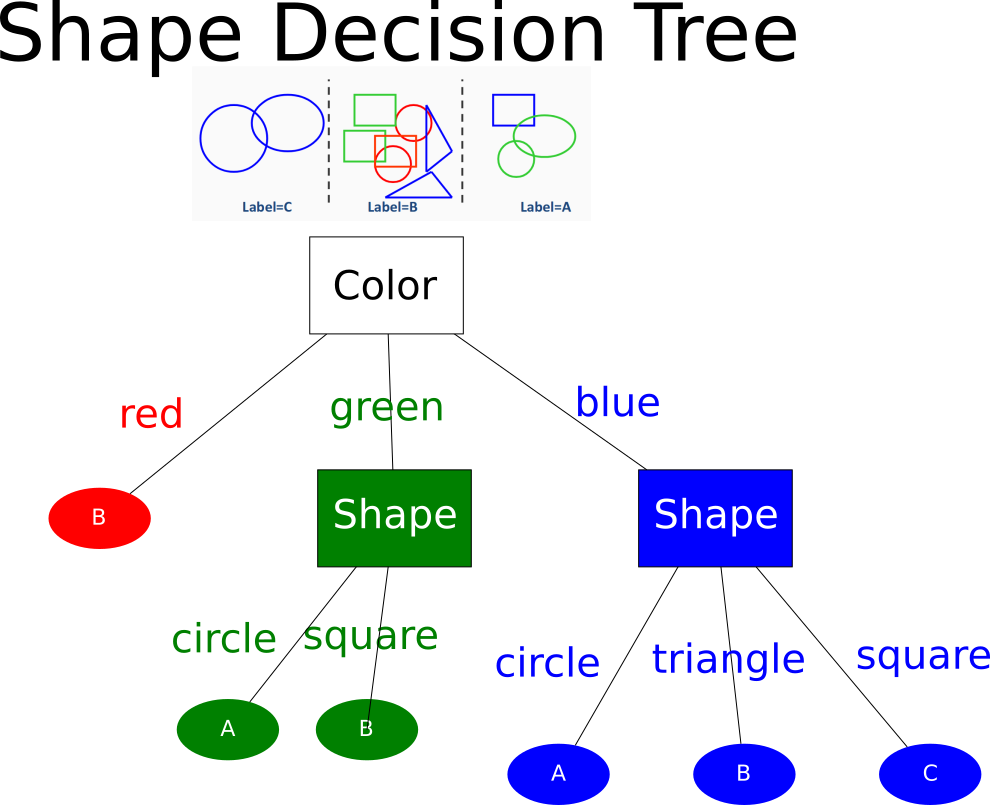 Shape Decision Tree
Label=C
Label=B
Label=A
Color
red
green
blue
B
Shape
Shape
circle
square
circle
triangle
square
A
B
A
B
C